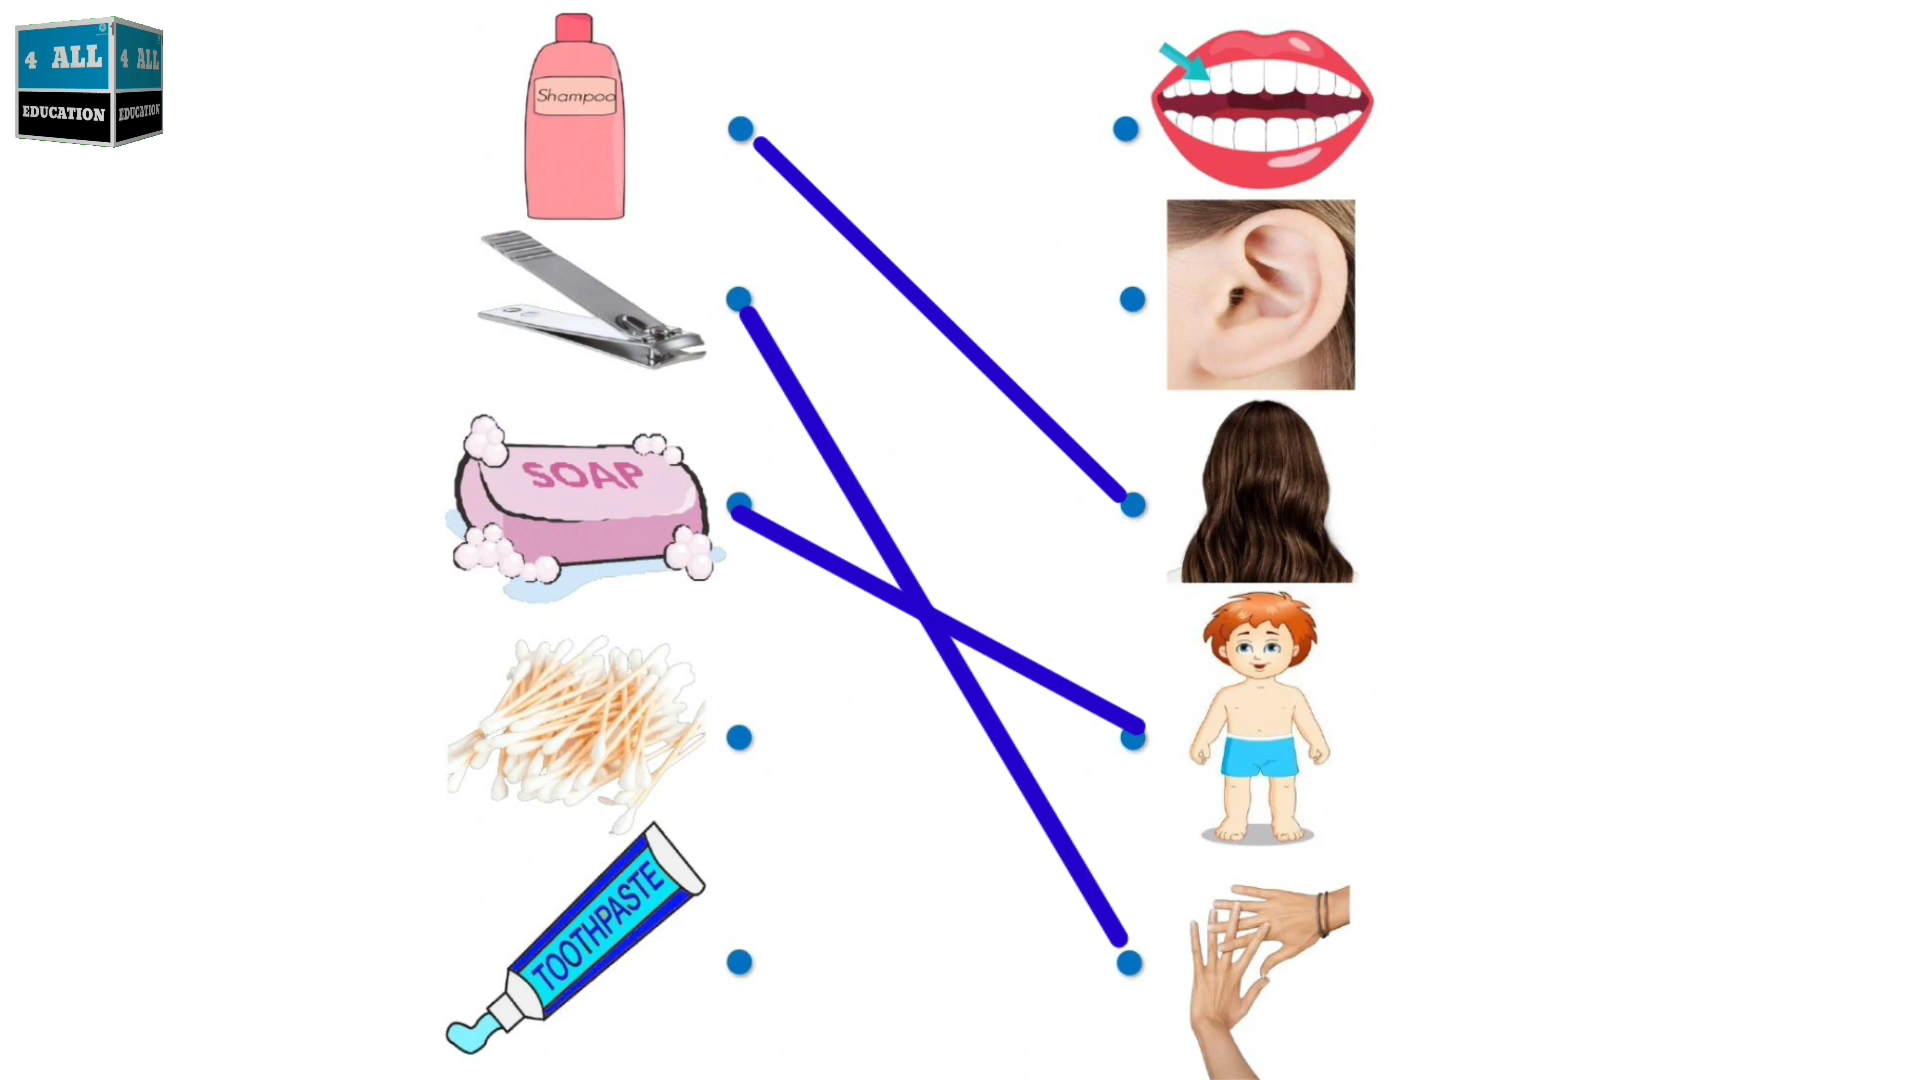 4 ALL
EDUCATION
4 ALL
EDUCATION
Shampoo
SOAP
TOOTHPASTE